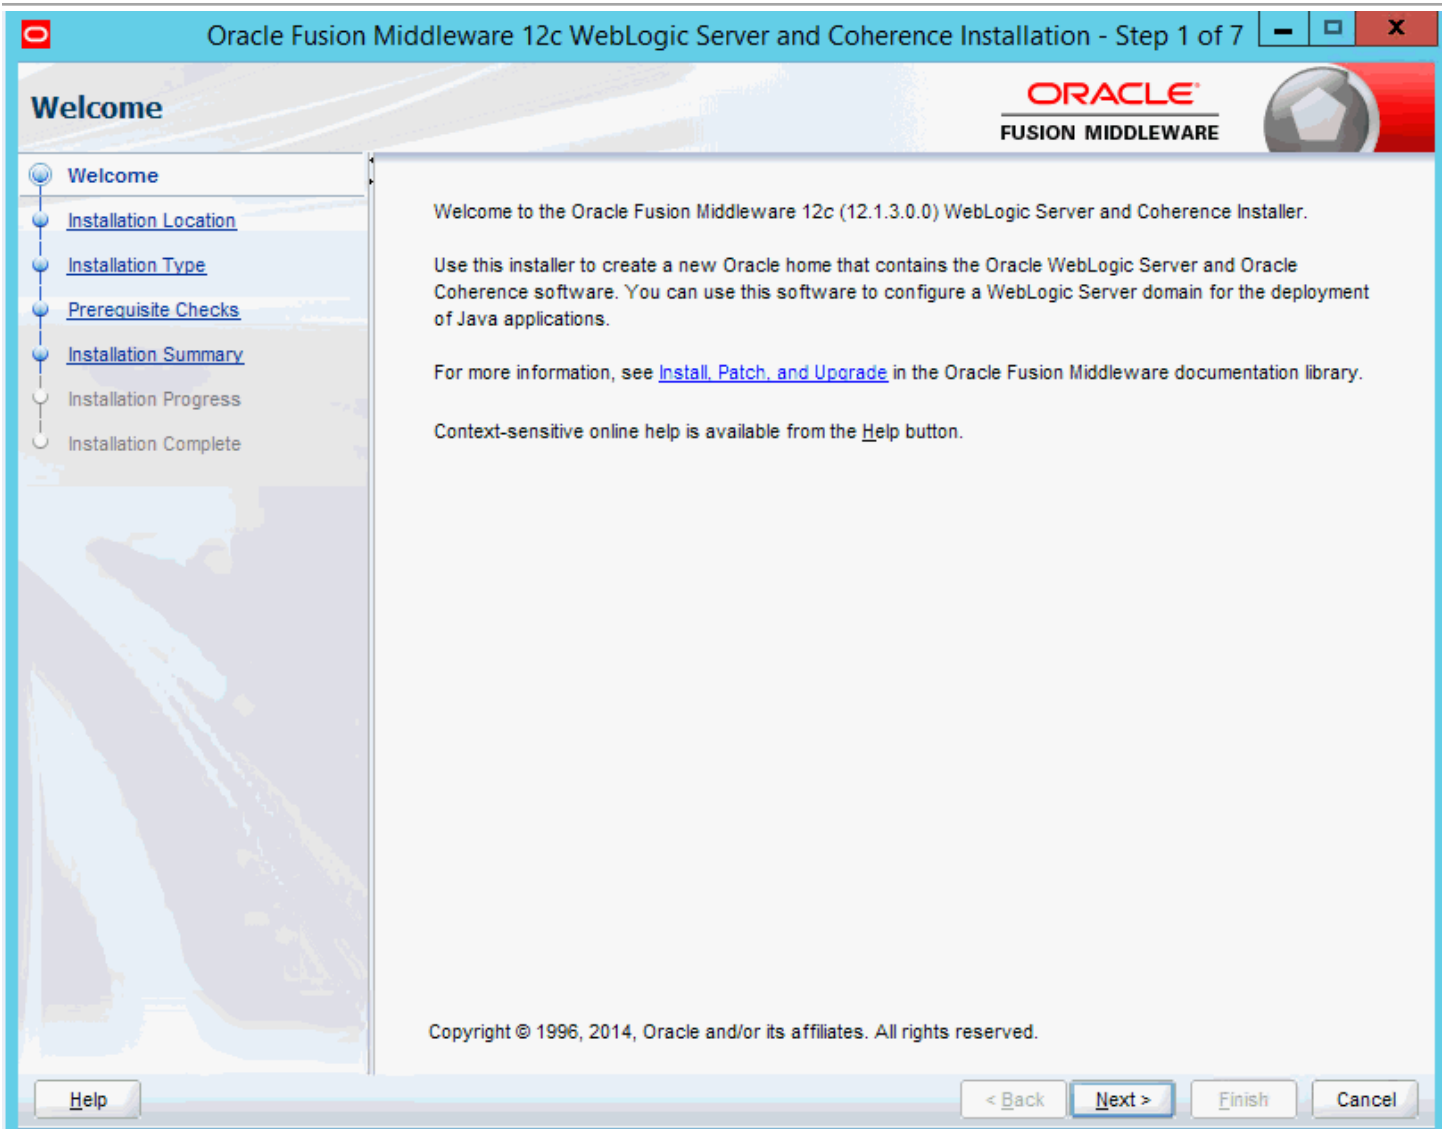 Oracle Fusion Middleware 12c WebLogic Server and Coherence Installation - Step 1 of 7
Welcome
ORACLE
FUSION MIDDLEWARE
Welcome
Installation Location
Installation Type
Prerequisite Checks
Installation Summary
Installation Progress
Installation Complete
Welcome to the Oracle Fusion Middleware 12c (12.1.3.0.0) WebLogic Server and Coherence Installer.
Use this installer to create a new Oracle home that contains the Oracle WebLogic Server and Oracle
Coherence software. You can use this software to configure a WebLogic Server domain for the deployment
of Java applications.
For more information, see Install, Patch, and Upgrade in the Oracle Fusion Middleware documentation library.
Context-sensitive online help is available from the Help button.
Copyright © 1996, 2014, Oracle and/or its affiliates. All rights reserved.
Help
< Back
Next >
Finish
Cancel